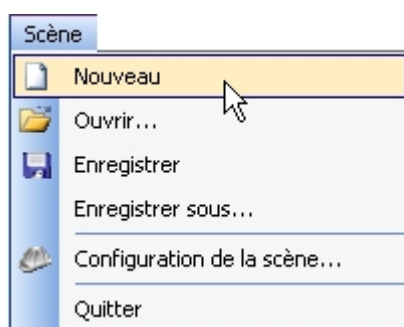 Scène
Nouveau
Ouvrir...
Enregistrer
Enregistrer sous...
Configuration de la scène...
Quitter